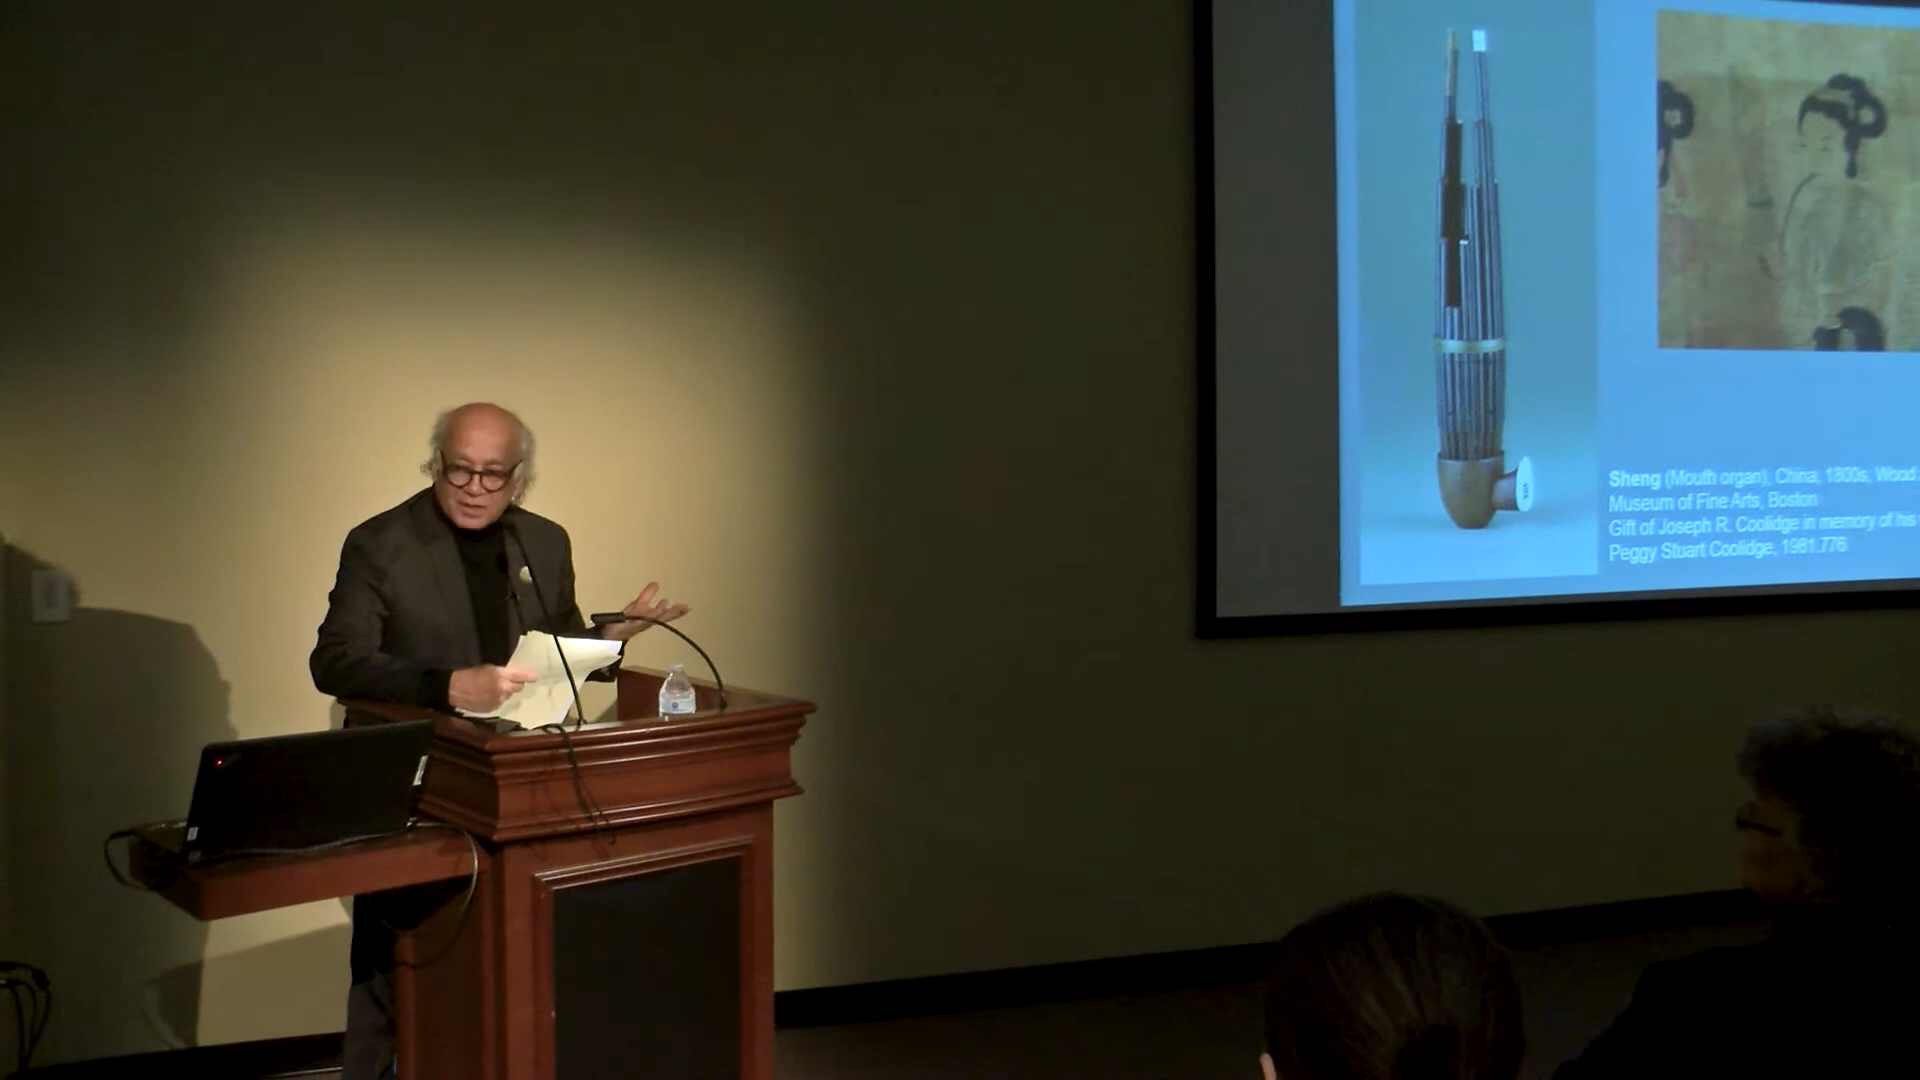 Sheng (Mouth organ), China, 1800s, Wood
Museum of Fine Arts, Boston
Gift of Joseph R. Coolidge in memory of his
Peggy Stuart Coolidge, 1981.776